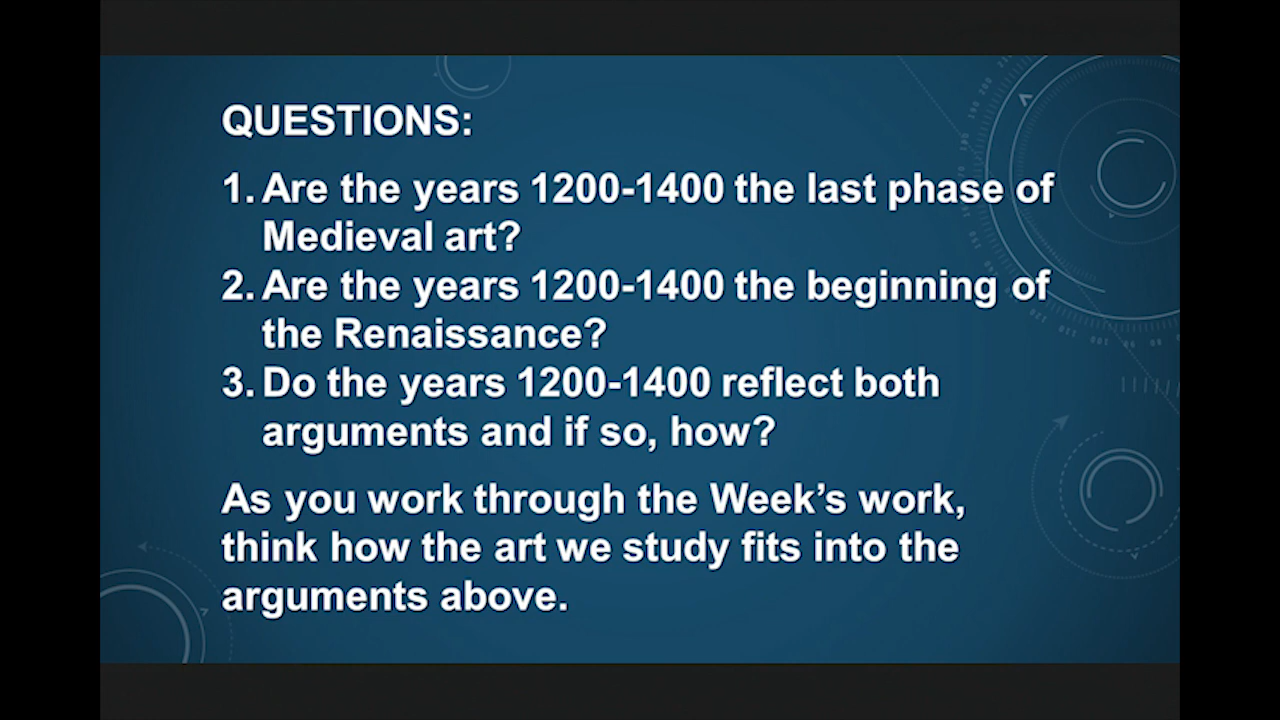 QUESTIONS:
1. Are the years 1200-1400 the last phase of
Medieval art?
2. Are the years 1200-1400 the beginning of
the Renaissance?
3. Do the years 1200-1400 reflect both
arguments and if so, how?
As you work through the Week’s work,
think how the art we study fits into the
arguments above.